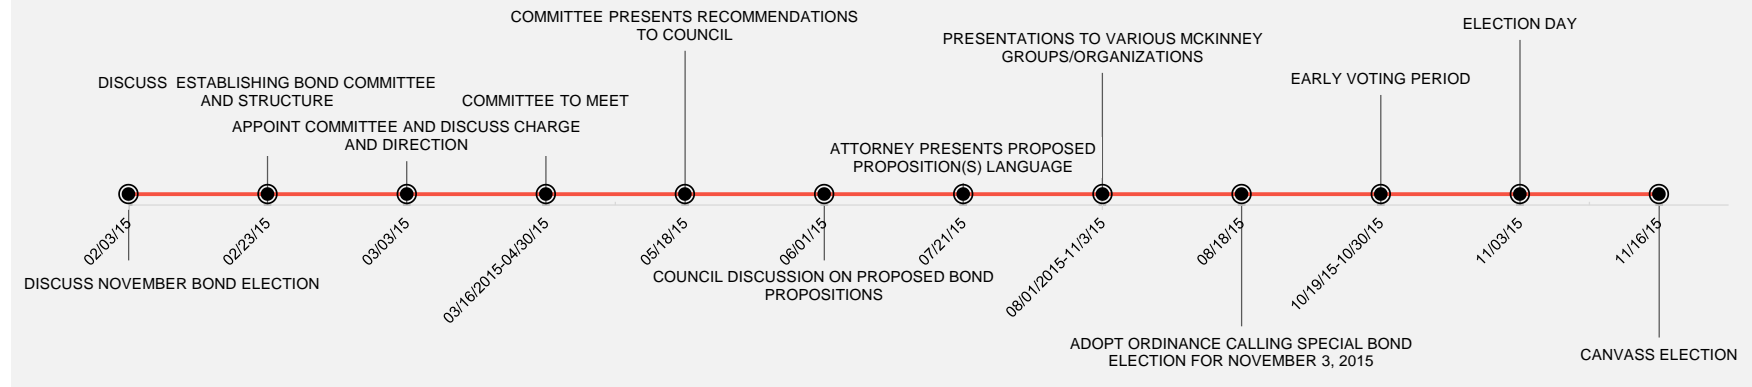 COMMITTEE PRESENTS RECOMMENDATIONS
TO COUNCIL
ELECTION DAY
PRESENTATIONS TO VARIOUS MCKINNEY
GROUPS/ORGANIZATIONS
EARLY VOTING PERIOD
DISCUSS  ESTABLISHING BOND COMMITTEE
AND STRUCTURE
COMMITTEE TO MEET
APPOINT COMMITTEE AND DISCUSS CHARGE
AND DIRECTION
ATTORNEY PRESENTS PROPOSED
PROPOSITION(S) LANGUAGE
02/03/15
02/23/15
03/03/15
03/16/2015-04/30/15
05/18/15
06/01/15
07/21/15
08/01/2015-11/3/15
08/18/15
10/19/15-10/30/15
11/03/15
11/16/15
DISCUSS NOVEMBER BOND ELECTION
COUNCIL DISCUSSION ON PROPOSED BOND
PROPOSITIONS
ADOPT ORDINANCE CALLING SPECIAL BOND
ELECTION FOR NOVEMBER 3, 2015
CANVASS ELECTION